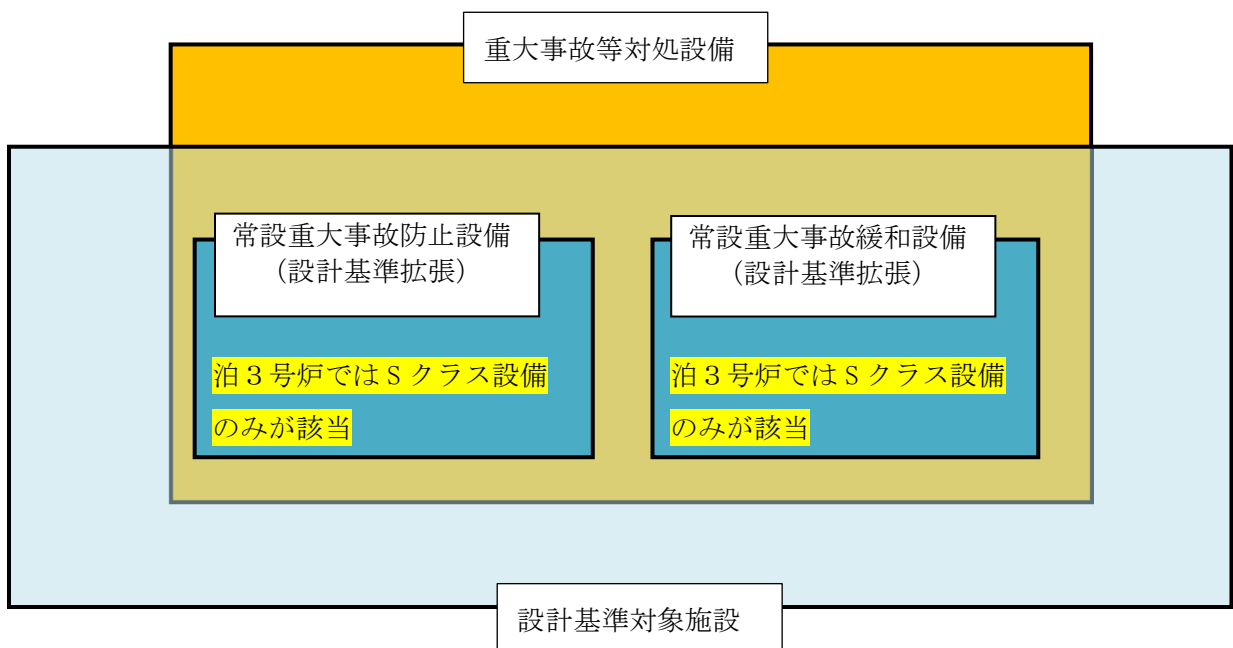 重大事故等対処設備
常設重大事故防止設備
（設計基準拡張）
泊３号炉ではＳクラス設備
のみが該当
常設重大事故緩和設備
（設計基準拡張）
泊３号炉ではＳクラス設備
のみが該当
設計基準対象施設